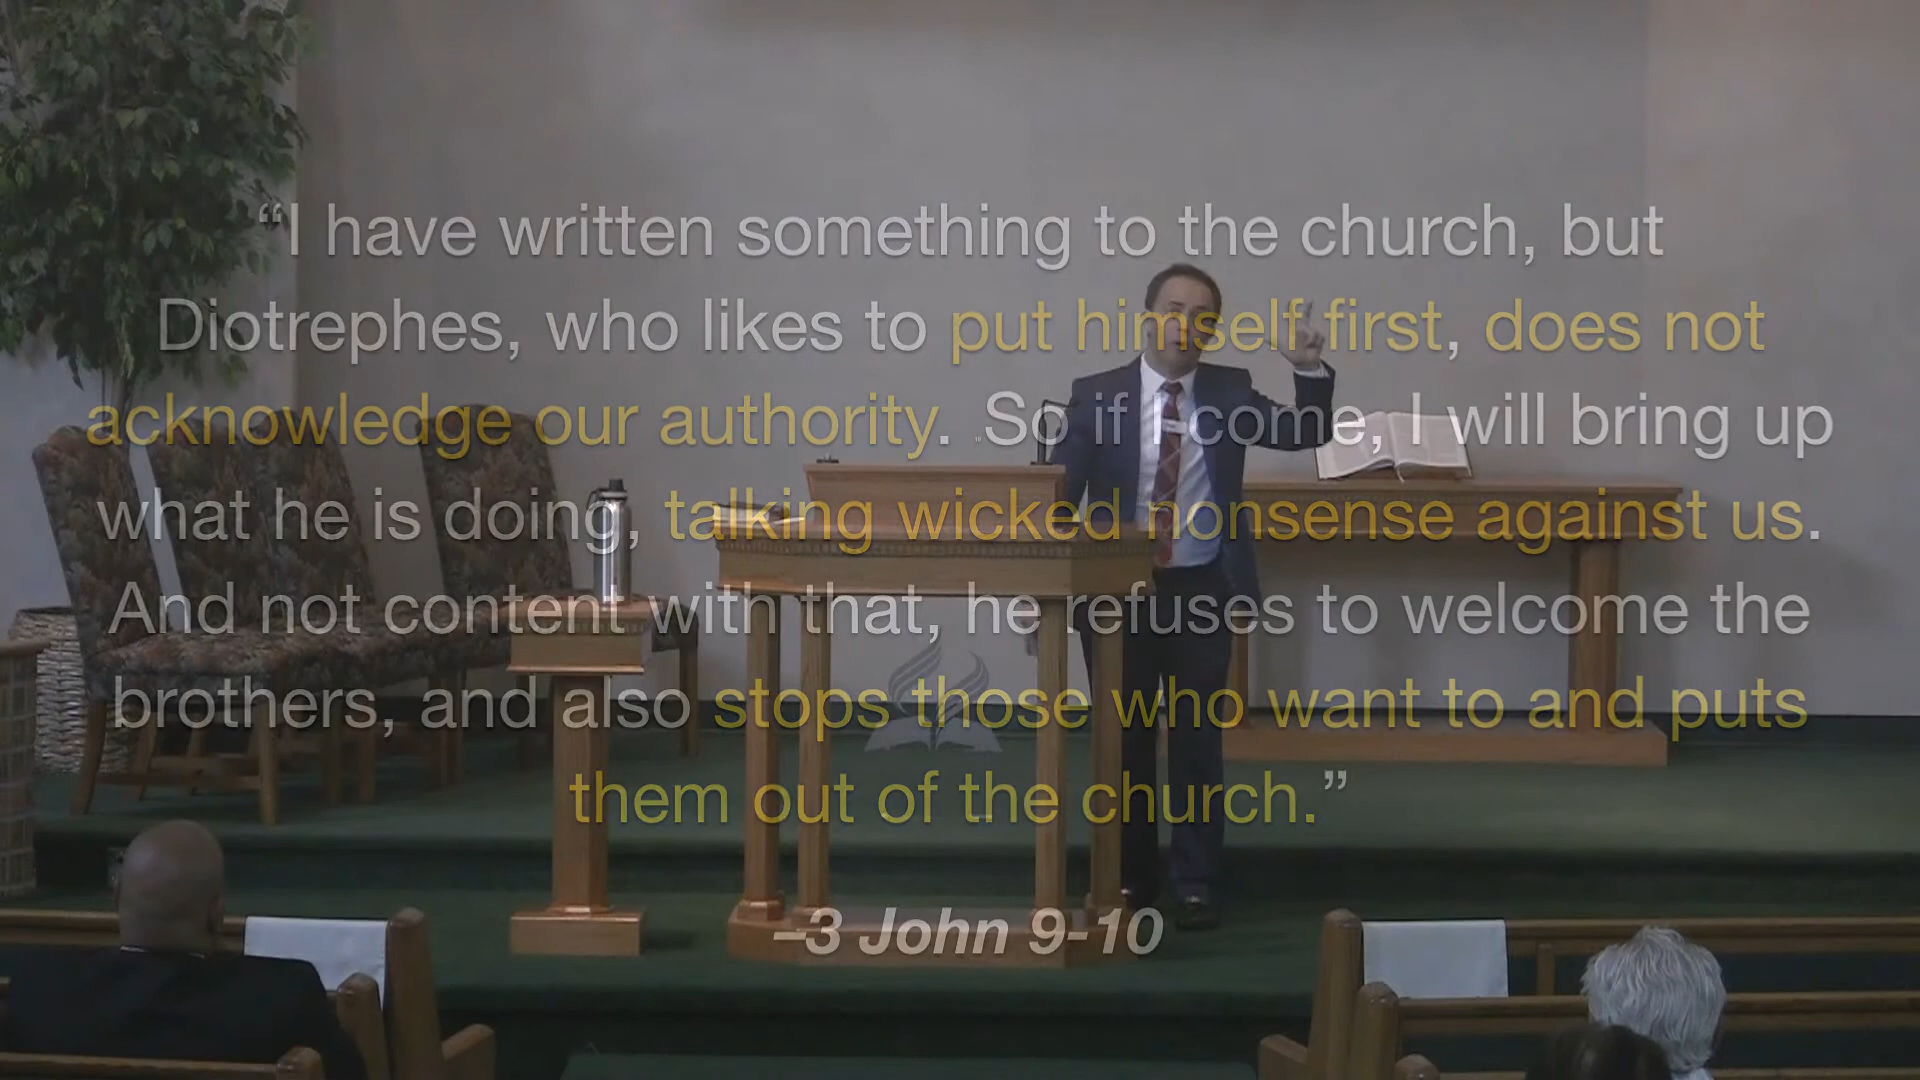 “I have written something to the church, but
Diotrephes, who likes to put himself first, does not
acknowledge our authority. So if I come, I will bring up
what he is doing, talking wicked nonsense against us.
And not content with that, he refuses to welcome the
brothers, and also stops those who want to and puts
them out of the church.”
–3 John 9-10